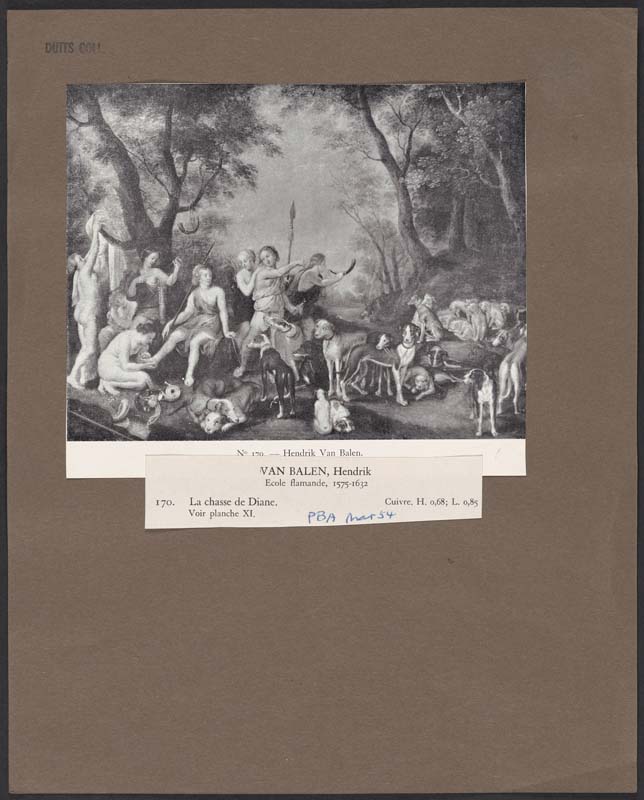 DUITS COLL.
Nº 170. — Hendrik Van Balen.
VAN BALEN, Hendrik
Ecole flamande, 1575-1632
170. La chasse de Diane. Cuivre. H. 0,68; L. 0,85
Voir planche XI.
PBA Mar 54